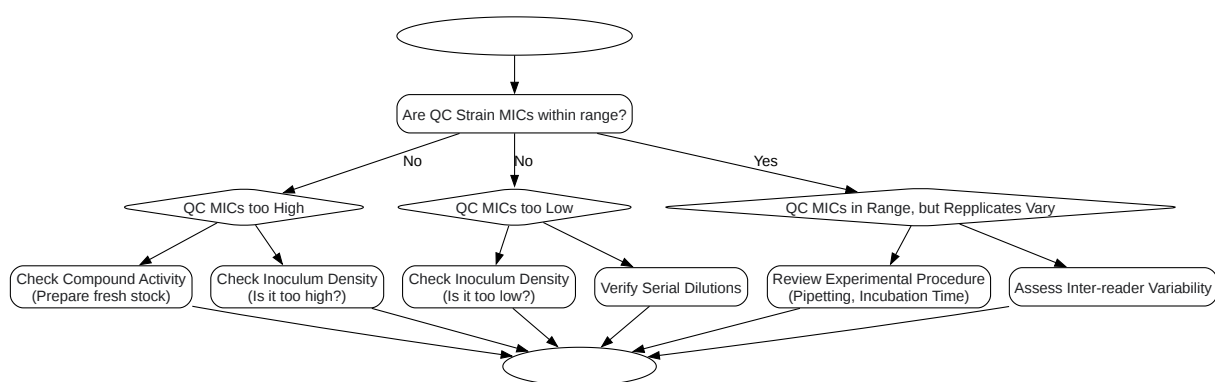 Are QC Strain MICs within range?
No
No
Yes
QC MICs too High
QC MICs too Low
QC MICs in Range, but Repplicates Vary
Check Compound Activity
(Prepare fresh stock)
Check Inoculum Density
(Is it too high?)
Check Inoculum Density
(Is it too low?)
Verify Serial Dilutions
Review Experimental Procedure
(Pipetting, Incubation Time)
Assess Inter-reader Variability